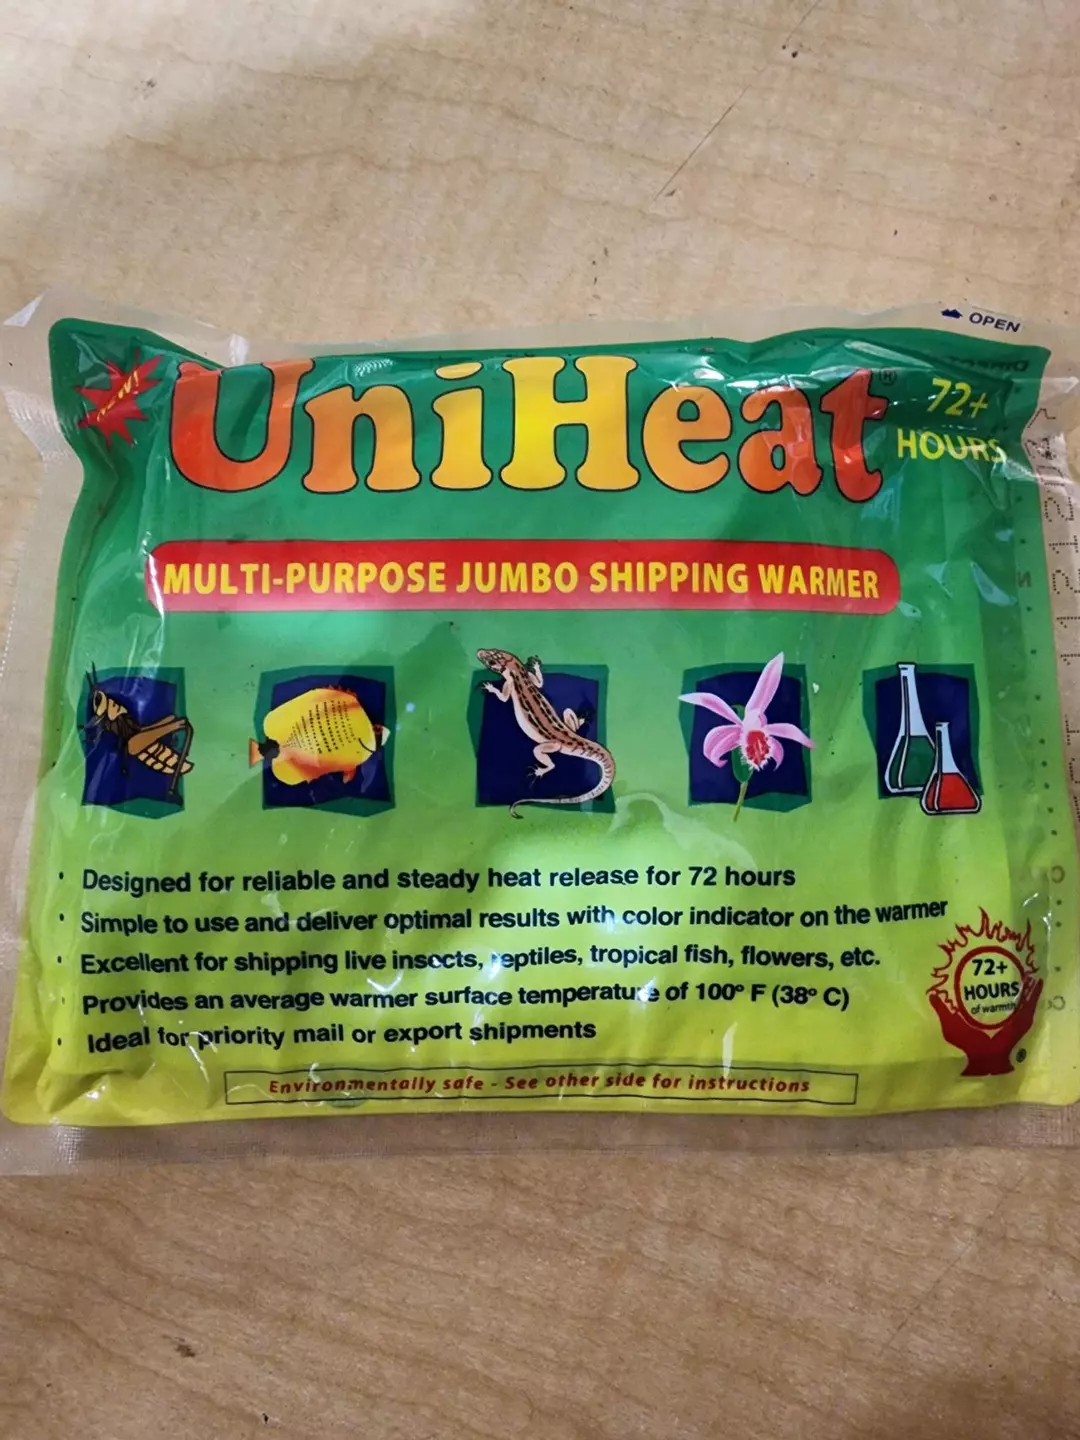 OPEN
NEW!
UniHeat®
72+
HOURS
MULTI-PURPOSE JUMBO SHIPPING WARMER
• Designed for reliable and steady heat release for 72 hours
• Simple to use and deliver optimal results with color indicator on the warmer
• Excellent for shipping live insects, reptiles, tropical fish, flowers, etc.
• Provides an average warmer surface temperature of 100° F (38° C)
• Ideal for priority mail or export shipments
72+
HOURS
of warmth
®
Environmentally safe - See other side for instructions